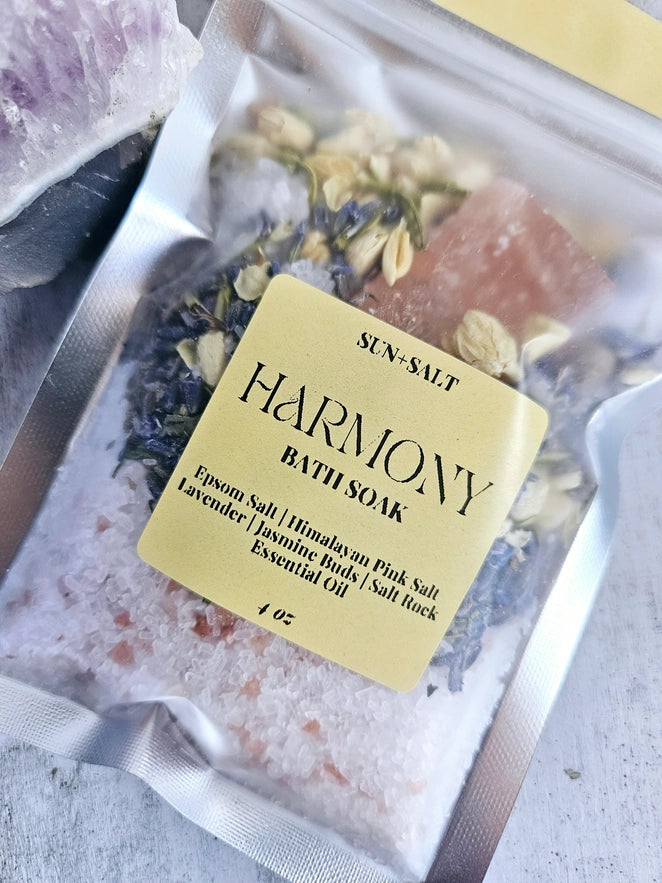 SUN+SALT
HARMONY
BATH SOAK
Epsom Salt | Himalayan Pink Salt
Lavender | Jasmine Buds | Salt Rock
Essential Oil
4 oz